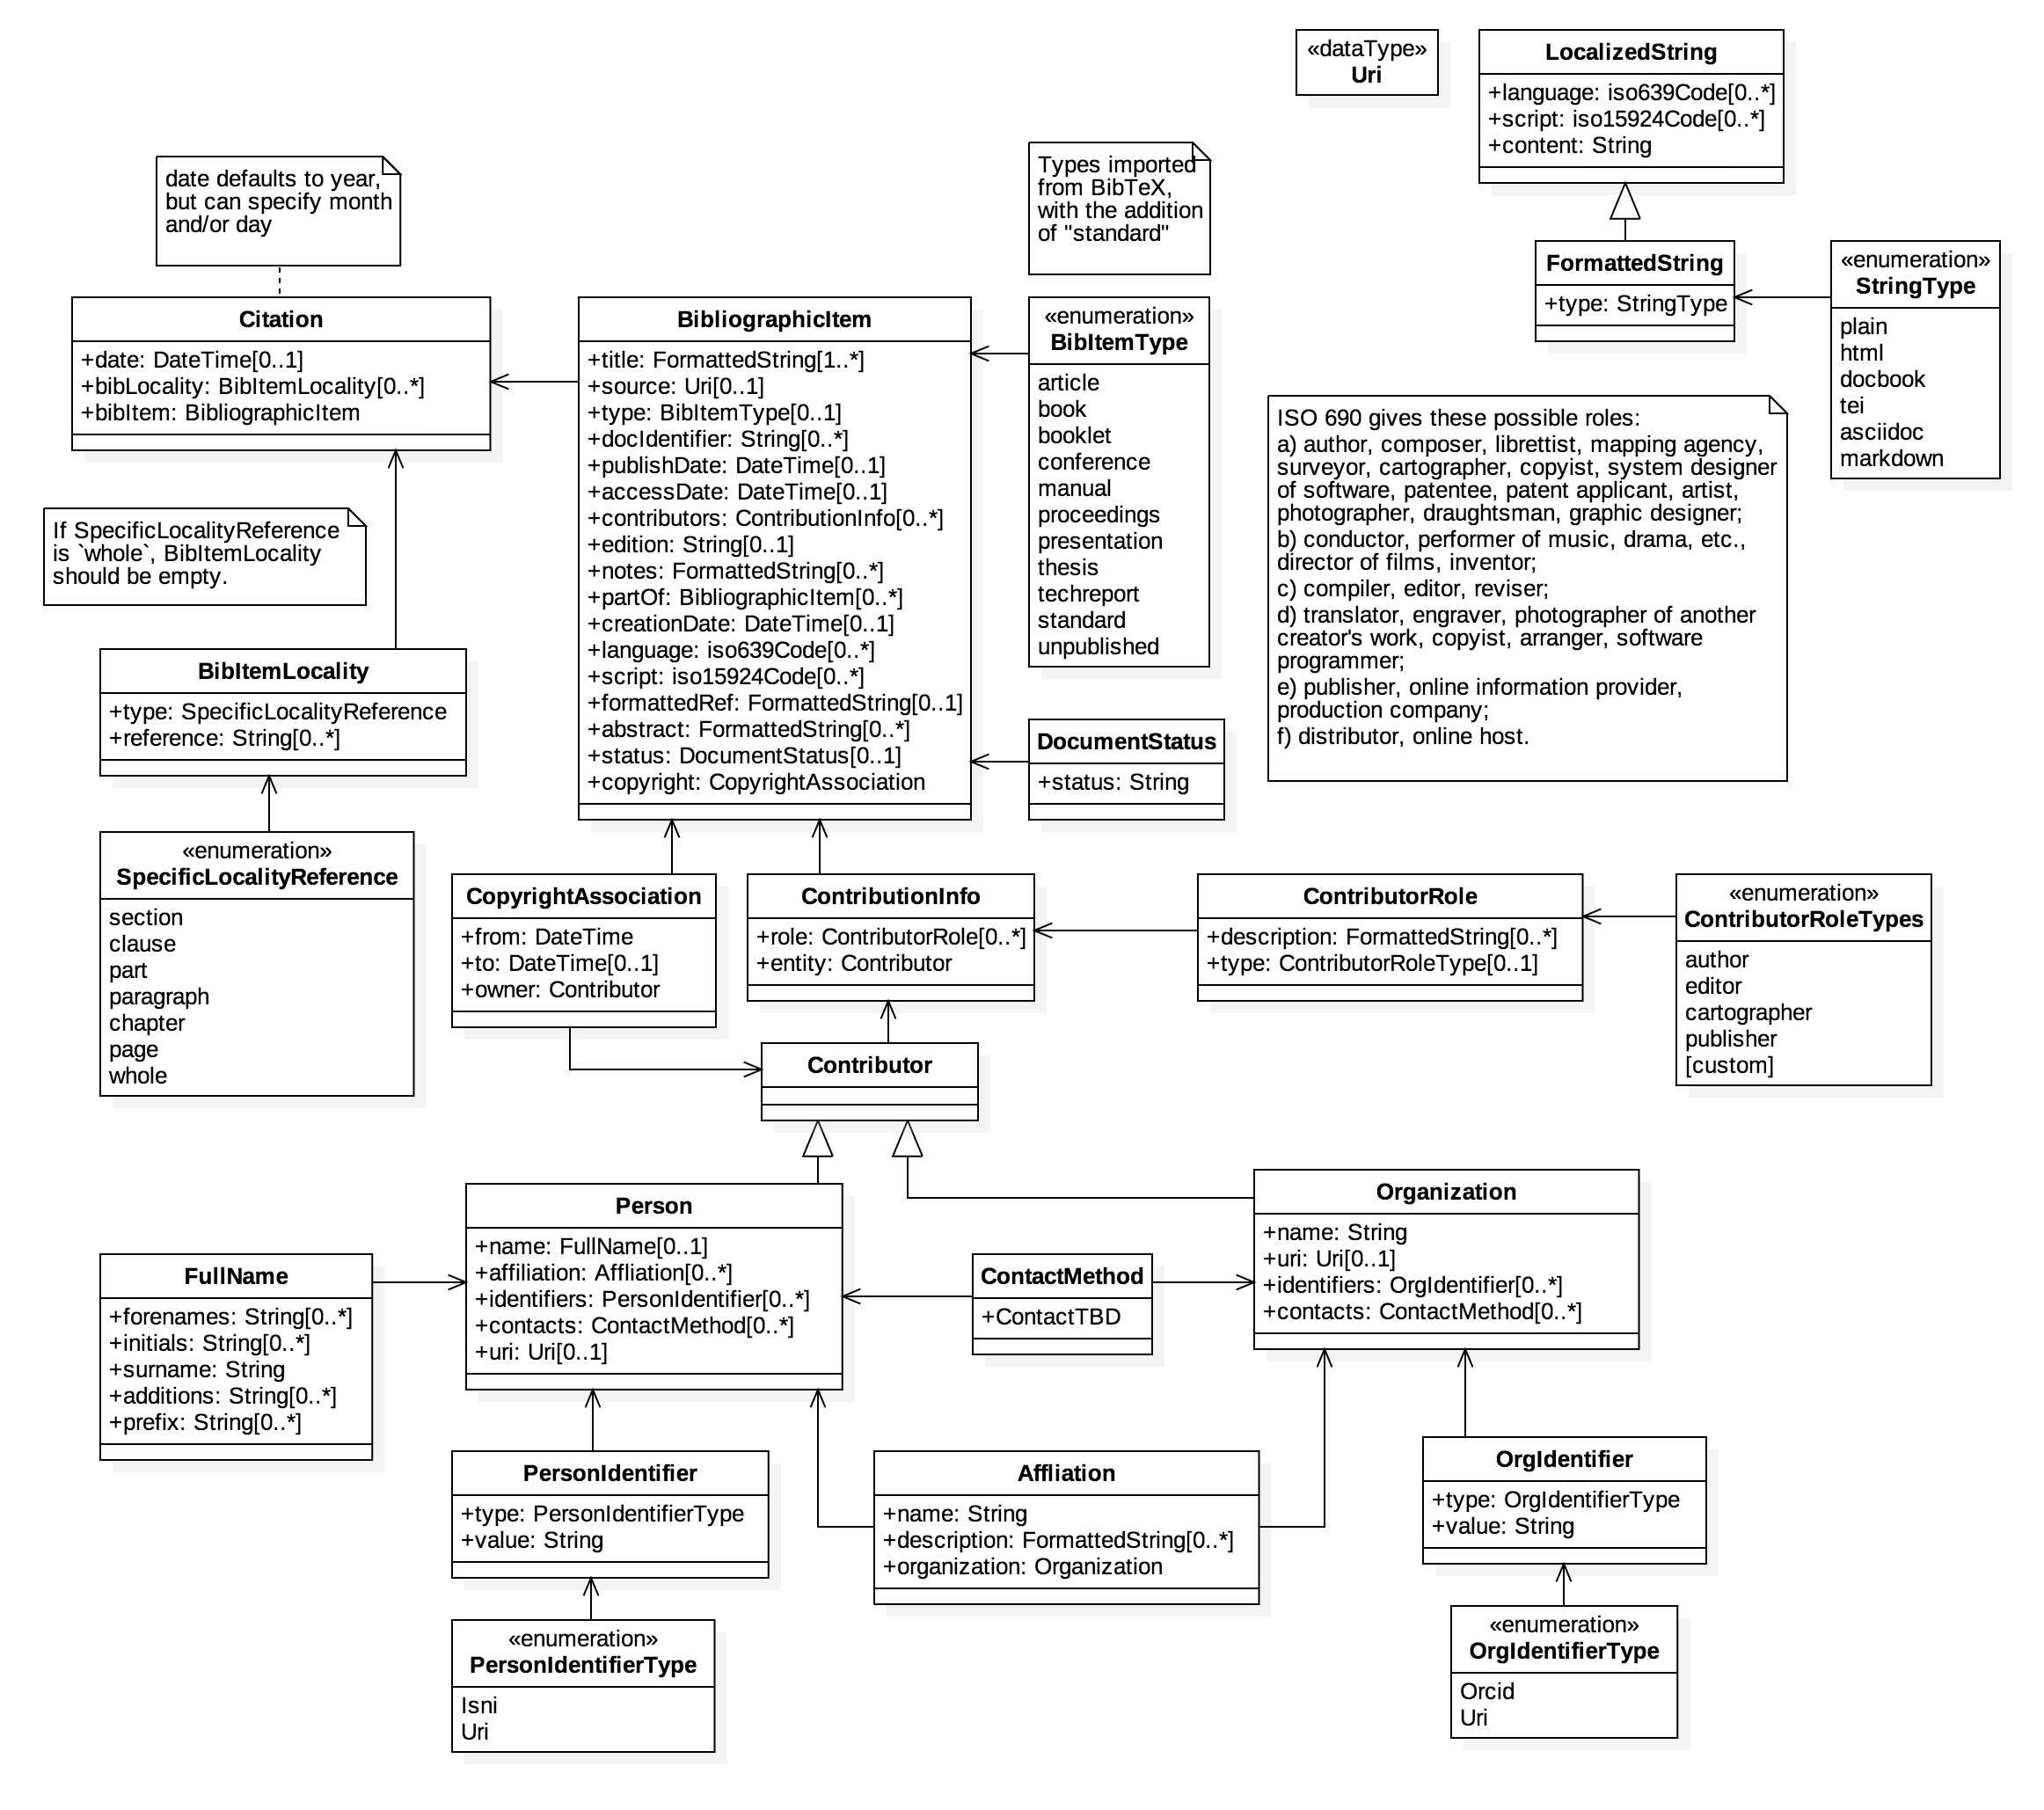 «dataType»
Uri
LocalizedString
+language: iso639Code[0..*]
+script: iso15924Code[0..*]
+content: String
date defaults to year,
but can specify month
and/or day
Types imported
from BibTeX,
with the addition
of "standard"
FormattedString
+type: StringType
«enumeration»
StringType
plain
html
docbook
tei
asciidoc
markdown
Citation
+date: DateTime[0..1]
+bibLocality: BibItemLocality[0..*]
+bibItem: BibliographicItem
BibliographicItem
+title: FormattedString[1..*]
+source: Uri[0..1]
+type: BibItemType[0..1]
+docIdentifier: String[0..*]
+publishDate: DateTime[0..1]
+accessDate: DateTime[0..1]
+contributors: ContributionInfo[0..*]
+edition: String[0..1]
+notes: FormattedString[0..*]
+partOf: BibliographicItem[0..*]
+creationDate: DateTime[0..1]
+language: iso639Code[0..*]
+script: iso15924Code[0..*]
+formattedRef: FormattedString[0..1]
+abstract: FormattedString[0..*]
+status: DocumentStatus[0..1]
+copyright: CopyrightAssociation
«enumeration»
BibItemType
article
book
booklet
conference
manual
proceedings
presentation
thesis
techreport
standard
unpublished
ISO 690 gives these possible roles:
a) author, composer, librettist, mapping agency,
surveyor, cartographer, copyist, system designer
of software, patentee, patent applicant, artist,
photographer, draughtsman, graphic designer;
b) conductor, performer of music, drama, etc.,
director of films, inventor;
c) compiler, editor, reviser;
d) translator, engraver, photographer of another
creator's work, copyist, arranger, software
programmer;
e) publisher, online information provider,
production company;
f) distributor, online host.
If SpecificLocalityReference
is `whole`, BibItemLocality
should be empty.
BibItemLocality
+type: SpecificLocalityReference
+reference: String[0..*]
DocumentStatus
+status: String
«enumeration»
SpecificLocalityReference
section
clause
part
paragraph
chapter
page
whole
CopyrightAssociation
+from: DateTime
+to: DateTime[0..1]
+owner: Contributor
ContributionInfo
+role: ContributorRole[0..*]
+entity: Contributor
ContributorRole
+description: FormattedString[0..*]
+type: ContributorRoleType[0..1]
«enumeration»
ContributorRoleTypes
author
editor
cartographer
publisher
[custom]
Contributor
Person
+name: FullName[0..1]
+affiliation: Affliation[0..*]
+identifiers: PersonIdentifier[0..*]
+contacts: ContactMethod[0..*]
+uri: Uri[0..1]
Organization
+name: String
+uri: Uri[0..1]
+identifiers: OrgIdentifier[0..*]
+contacts: ContactMethod[0..*]
FullName
+forenames: String[0..*]
+initials: String[0..*]
+surname: String
+additions: String[0..*]
+prefix: String[0..*]
ContactMethod
+ContactTBD
PersonIdentifier
+type: PersonIdentifierType
+value: String
Affliation
+name: String
+description: FormattedString[0..*]
+organization: Organization
OrgIdentifier
+type: OrgIdentifierType
+value: String
«enumeration»
PersonIdentifierType
Isni
Uri
«enumeration»
OrgIdentifierType
Orcid
Uri